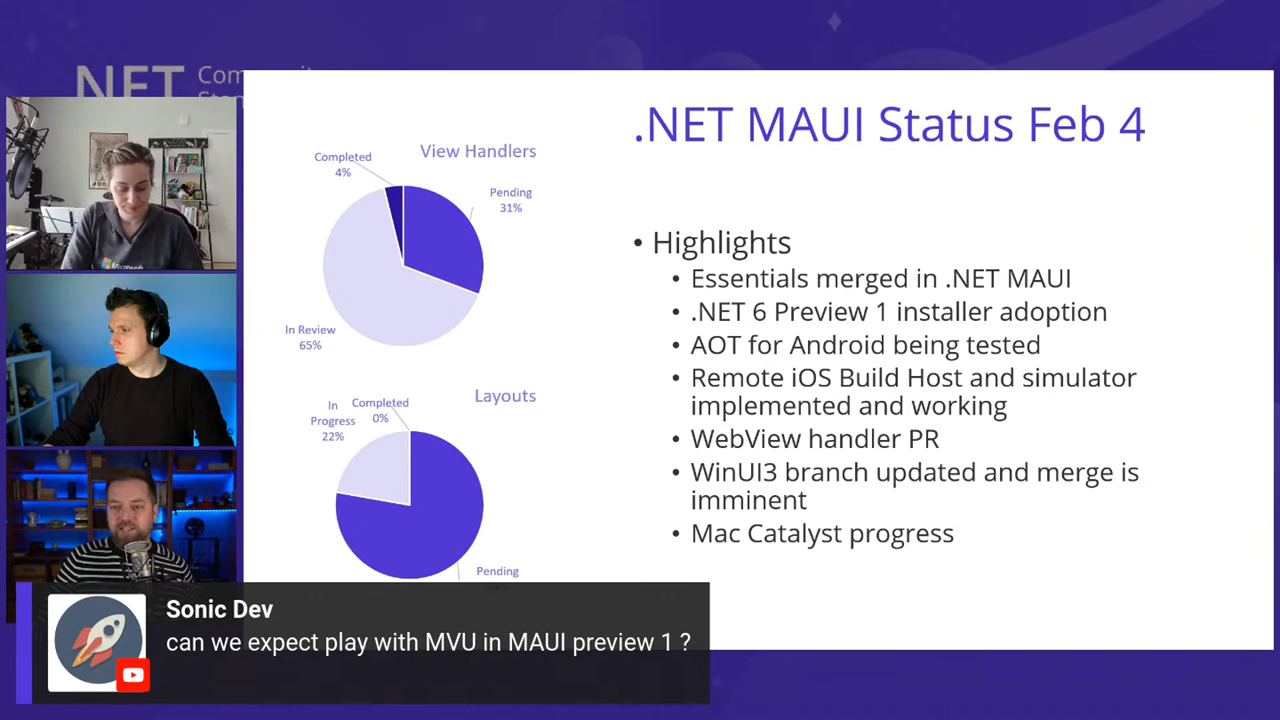 .NET MAUI Status Feb 4
View Handlers
Completed
4%
Pending
31%
In Review
65%
Layouts
In
Progress
22%
Completed
0%
Pending
• Highlights
• Essentials merged in .NET MAUI
• .NET 6 Preview 1 installer adoption
• AOT for Android being tested
• Remote iOS Build Host and simulator
implemented and working
• WebView handler PR
• WinUI3 branch updated and merge is
imminent
• Mac Catalyst progress
Microsoft
Sonic Dev
can we expect play with MVU in MAUI preview 1 ?